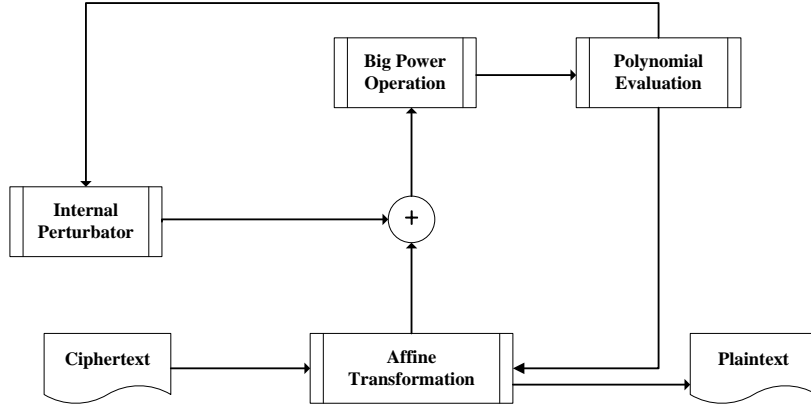 Big Power
Operation
Polynomial
Evaluation
Internal
Perturbator
+
Ciphertext
Affine
Transformation
Plaintext